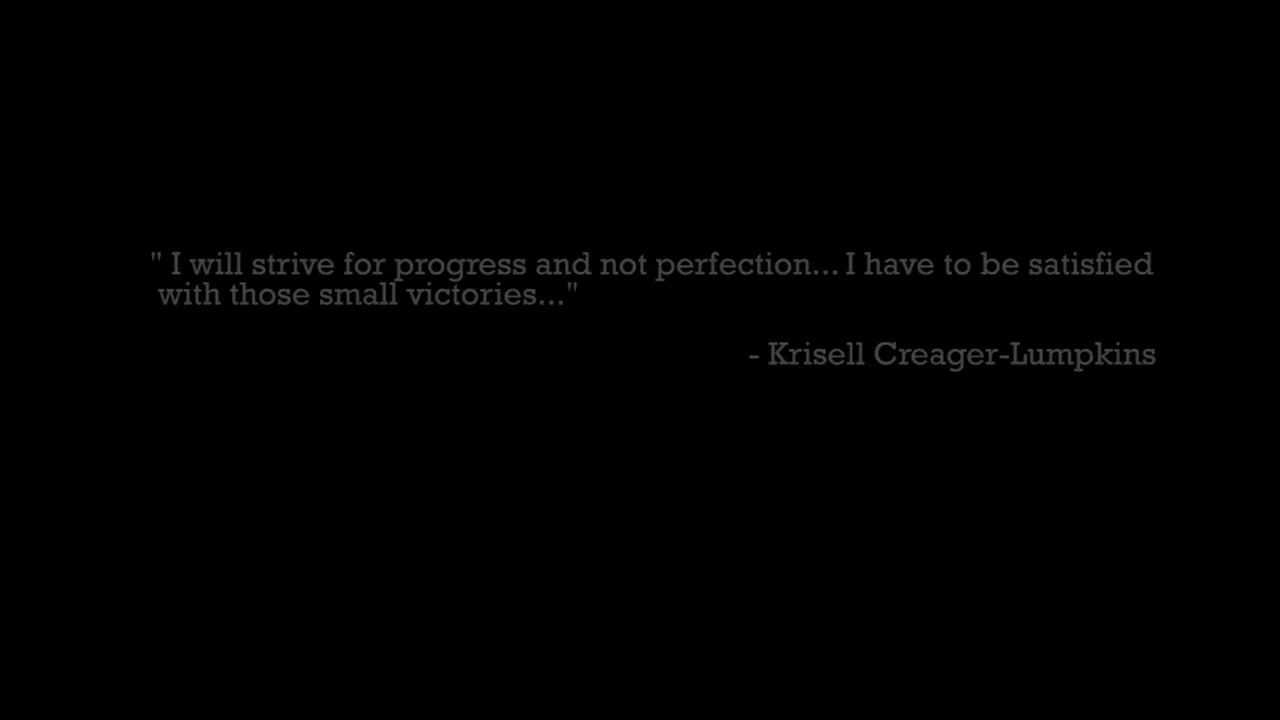 " I will strive for progress and not perfection... I have to be satisfied
with those small victories..."
- Krisell Creager-Lumpkins